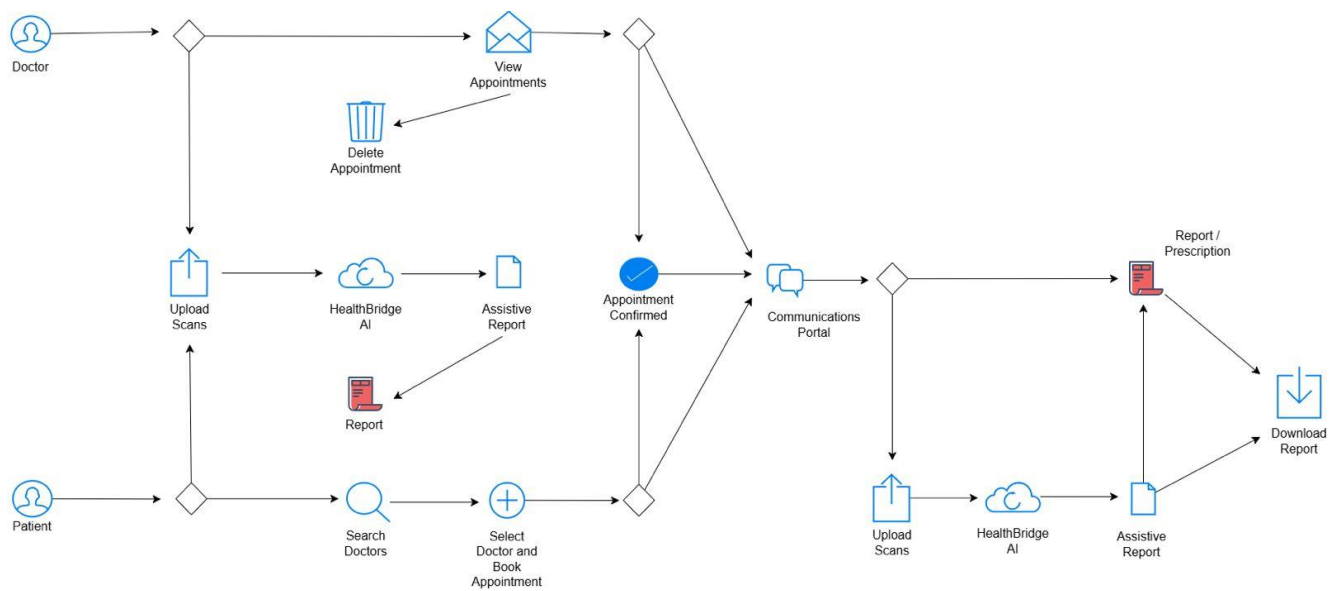 Doctor
View
Appointments
Delete
Appointment
Upload
Scans
HealthBridge
AI
Assistive
Report
Report
Appointment
Confirmed
Communications
Portal
Report /
Prescription
Download
Report
Patient
Search
Doctors
Select
Doctor and
Book
Appointment
Upload
Scans
HealthBridge
AI
Assistive
Report